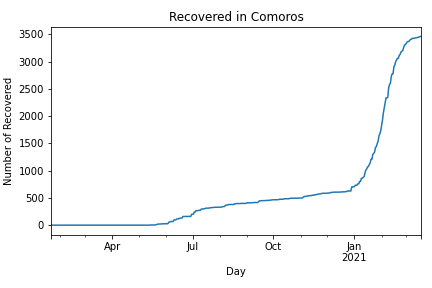 Recovered in Comoros
3500
3000
2500
2000
1500
1000
500
0
Number of Recovered
Apr
Jul
Oct
Jan
2021
Day